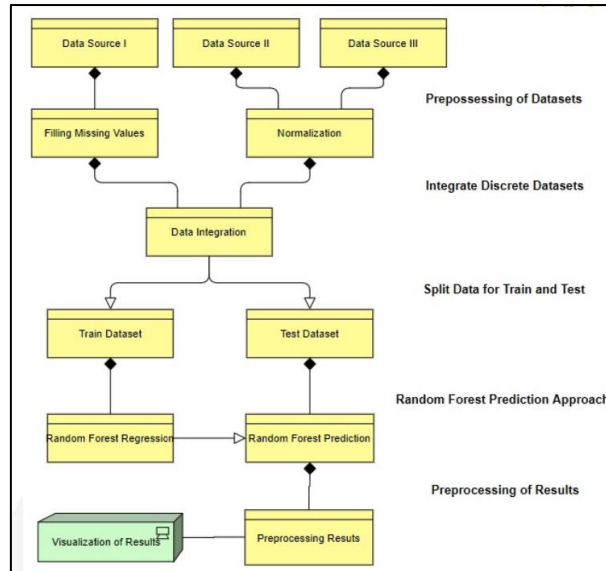 Data Source I
Data Source II
Data Source III
Prepossessing of Datasets
Filling Missing Values
Normalization
Integrate Discrete Datasets
Data Integration
Split Data for Train and Test
Train Dataset
Test Dataset
Random Forest Prediction Approach
Random Forest Regression
Random Forest Prediction
Preprocessing of Results
Visualization of Results
Preprocessing Resuts